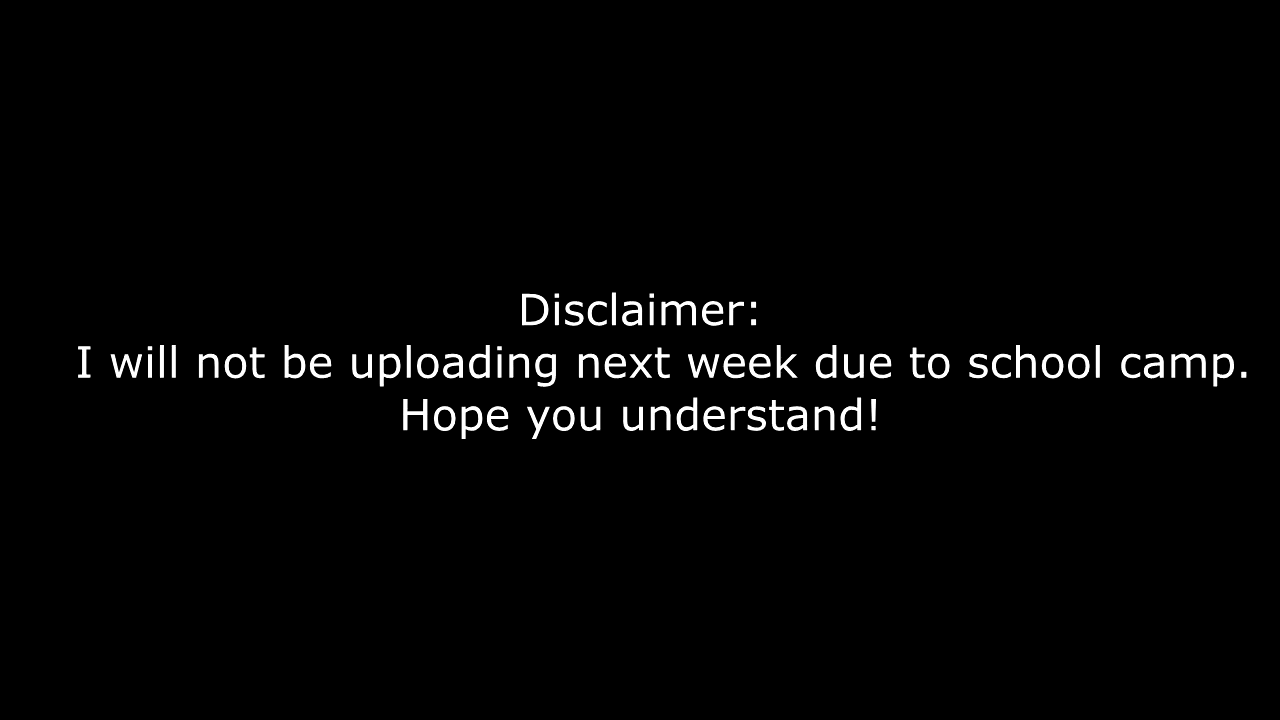 Disclaimer:
I will not be uploading next week due to school camp.
Hope you understand!